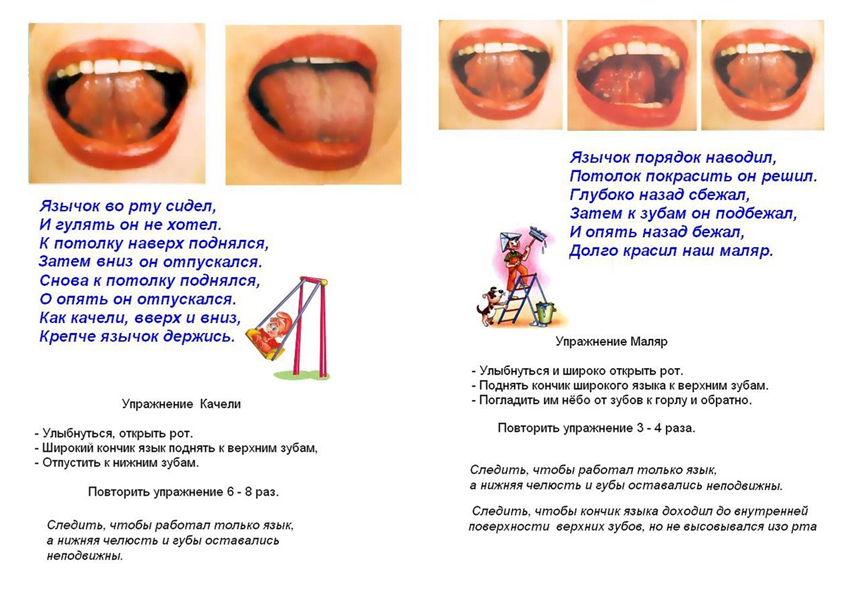 Язычок во рту сидел,
И гулять он не хотел.
К потолку наверх поднялся,
Затем вниз он отпускался.
Снова к потолку поднялся,
О опять он отпускался.
Как качели, вверх и вниз,
Крепче язычок держись.
Упражнение Качели
- Улыбнуться, открыть рот.
- Широкий кончик язык поднять к верхним зубам,
- Отпустить к нижним зубам.
Повторить упражнение 6 - 8 раз.
Следить, чтобы работал только язык,
а нижняя челюсть и губы оставались
неподвижны.
Язычок порядок наводил,
Потолок покрасить он решил.
Глубоко назад сбежал,
Затем к зубам он подбежал,
И опять назад бежал,
Долго красил наш маляр.
Упражнение Маляр
- Улыбнуться и широко открыть рот.
- Поднять кончик широкого языка к верхним зубам.
- Погладить им нёбо от зубов к горлу и обратно.
Повторить упражнение 3 - 4 раза.
Следить, чтобы работал только язык,
а нижняя челюсть и губы оставались неподвижны.
Следить, чтобы кончик языка доходил до внутренней
поверхности верхних зубов, но не высовывался изо рта